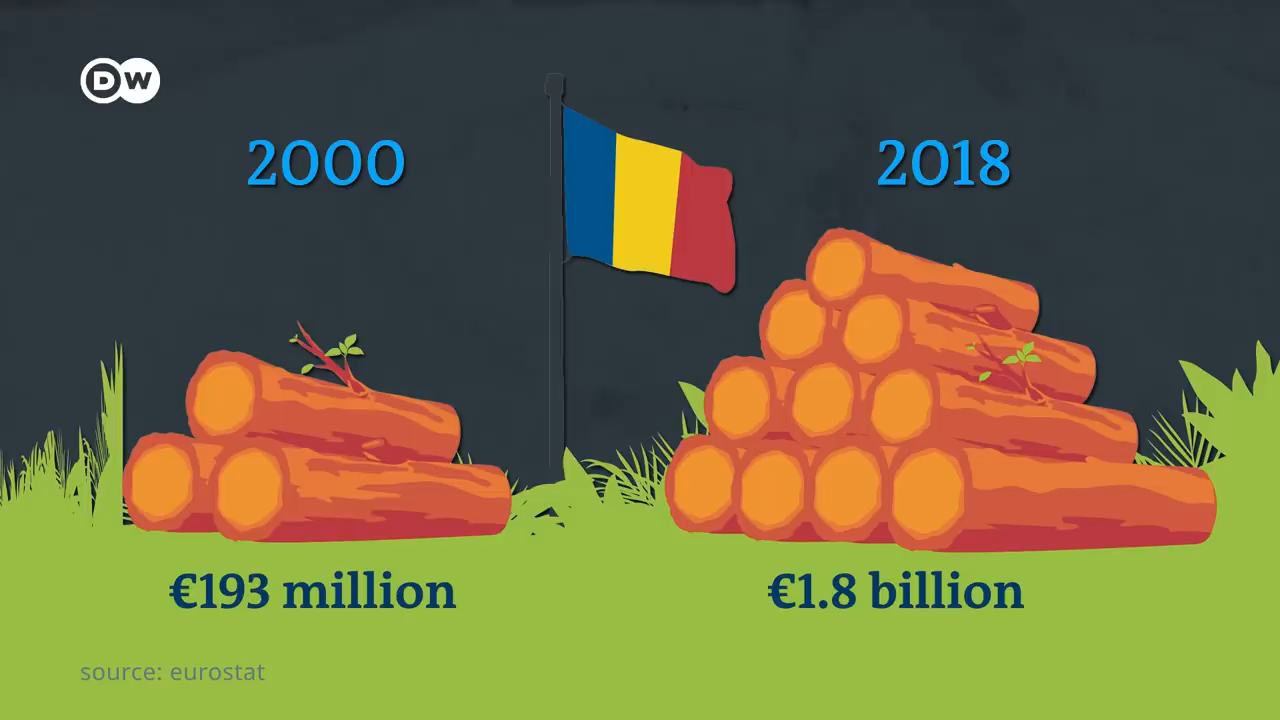 DW
2000
2018
€193 million
€1.8 billion
source: eurostat